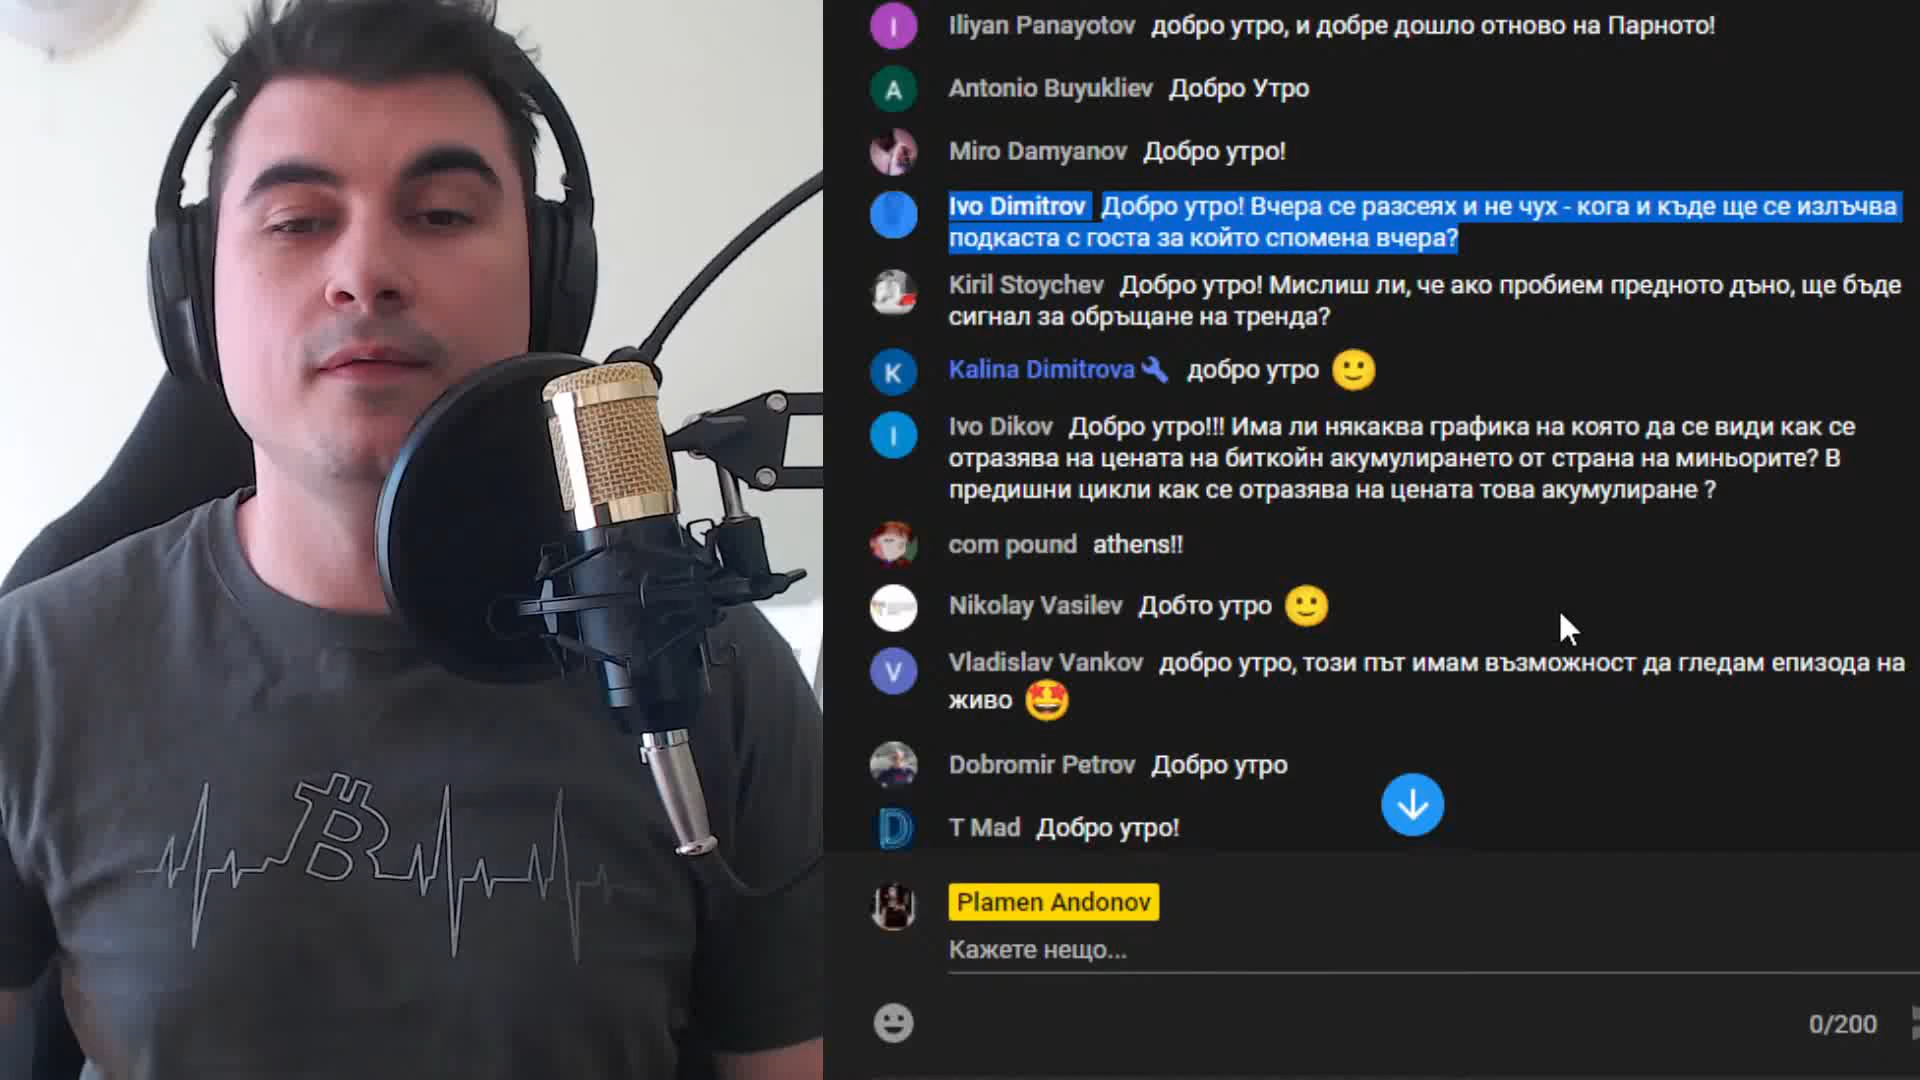 Iliyan Panayotov добро утро, и добре дошло отново на Парното!
Antonio Buyukliev Добро Утро
Miro Damyanov Добро утро!
Ivo Dimitrov Добро утро! Вчера се разсеях и не чух - кога и къде ще се излъчва
подкаста с госта за който спомена вчера?
Kiril Stoychev Добро утро! Мислиш ли, че ако пробием предното дъно, ще бъде
сигнал за обръщане на тренда?
Kalina Dimitrova добро утро 🙂
Ivo Dikov Добро утро!!! Има ли някаква графика на която да се види как се
отразява на цената на биткойн акумулирането от страна на миньорите? В
предишни цикли как се отразява на цената това акумулиране ?
com pound athens!!
Nikolay Vasilev Добто утро 🙂
Vladislav Vankov добро утро, този път имам възможност да гледам епизода на
живо 🤩
Dobromir Petrov Добро утро
T Mad Добро утро!
Plamen Andonov
Кажете нещо...
0/200